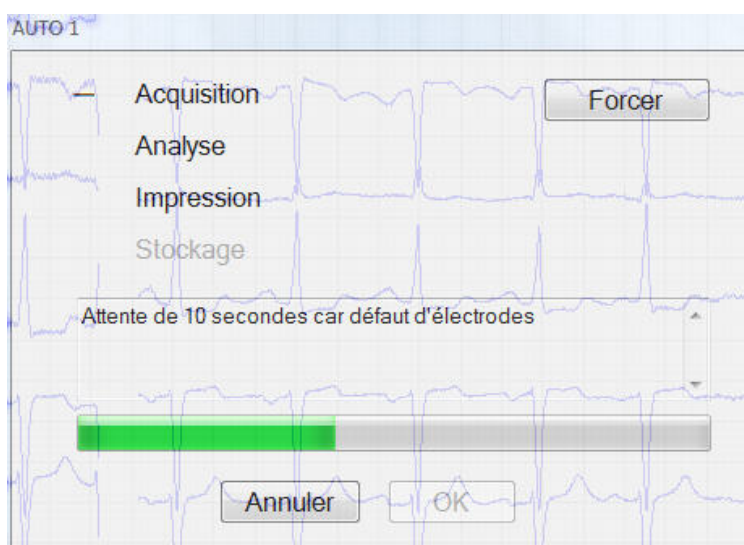 AUTO 1
Acquisition
Forcer
Analyse
Impression
Stockage
Attente de 10 secondes car défaut d'électrodes
Annuler
OK